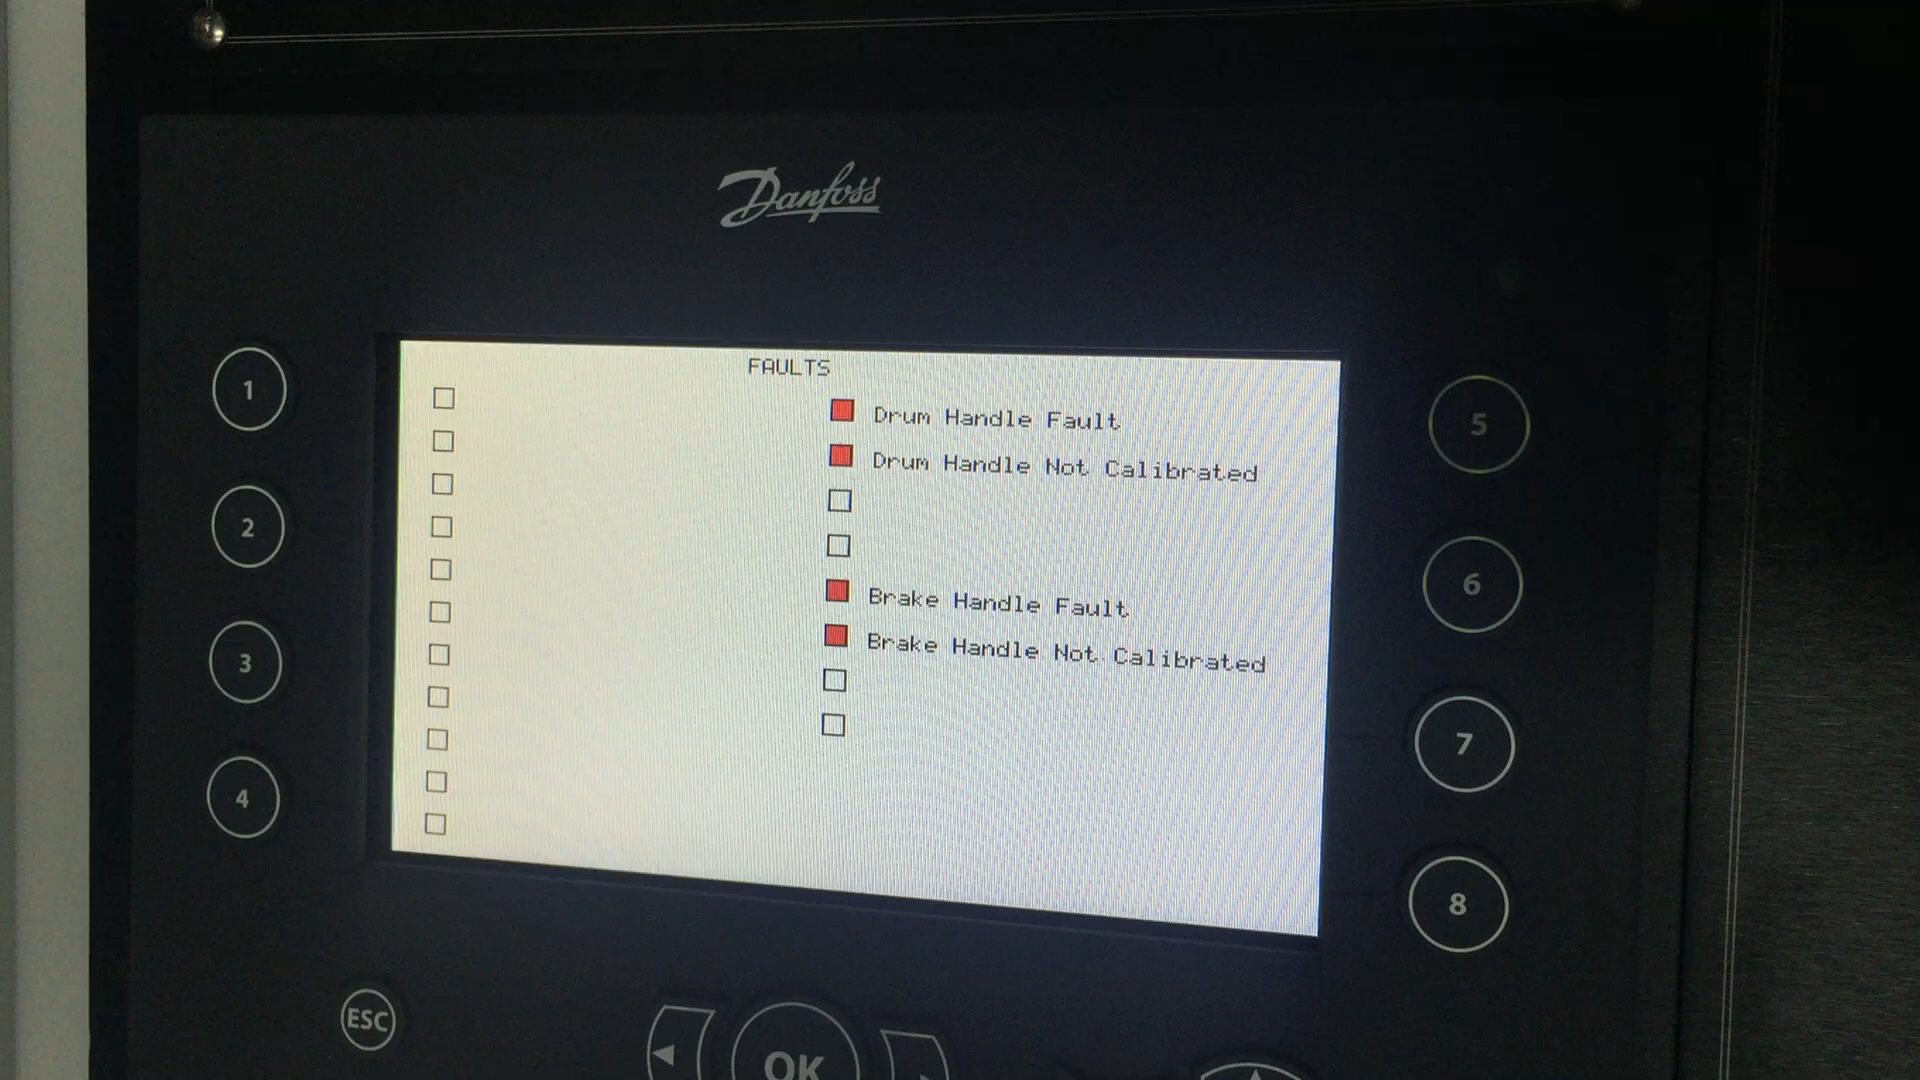 Danfoss
FAULTS
Drum Handle Fault
Drum Handle Not Calibrated
Brake Handle Fault
Brake Handle Not Calibrated
1
2
3
4
5
6
7
8
ESC
OK